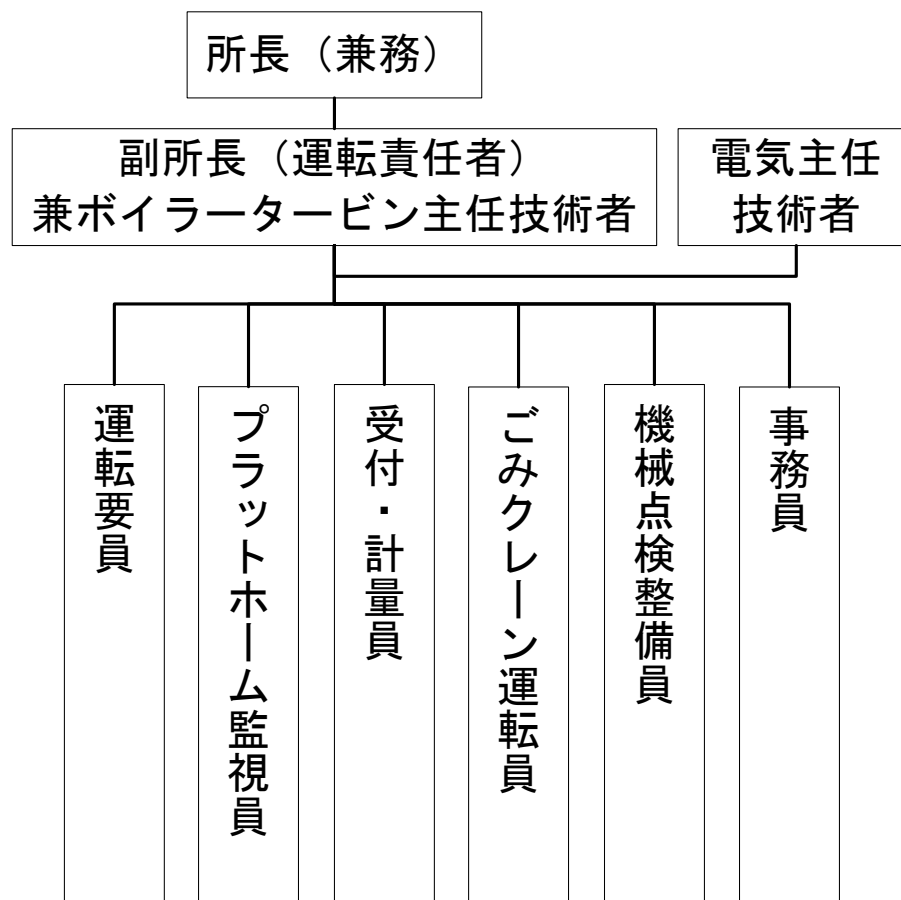 所長（兼務）
副所長（運転責任者）
兼ボイラータービン主任技術者
電気主任
技術者
運転要員
プラットホーム監視員
受付・計量員
ごみクレーン運転員
機械点検整備員
事務員